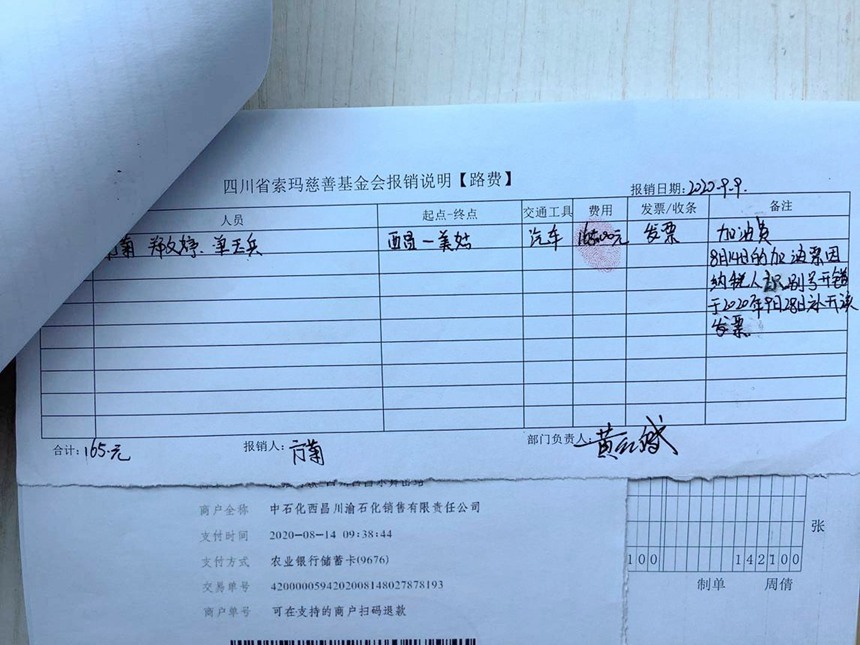 四川省索玛慈善基金会报销说明【路费】
报销日期:2020-9-9.
人员 起点-终点 交通工具 费用 发票/收条 备注
菊 郑文婷、单玉兵 西昌—美姑 汽车 165.00元 发票 加油费
8月14日的加油票因
纳税人识别号开错
于2020年9月28日补开该
发票
合计:165.元 报销人:方菊 部门负责人:黄红斌
商户全称 中石化西昌川渝石化销售有限责任公司
支付时间 2020-08-14 09:38:44
支付方式 农业银行储蓄卡(9676)
交易单号 4200000594202008148027878193
商户单号 可在支持的商户扫码退款
张
100 142100
制单 周倩